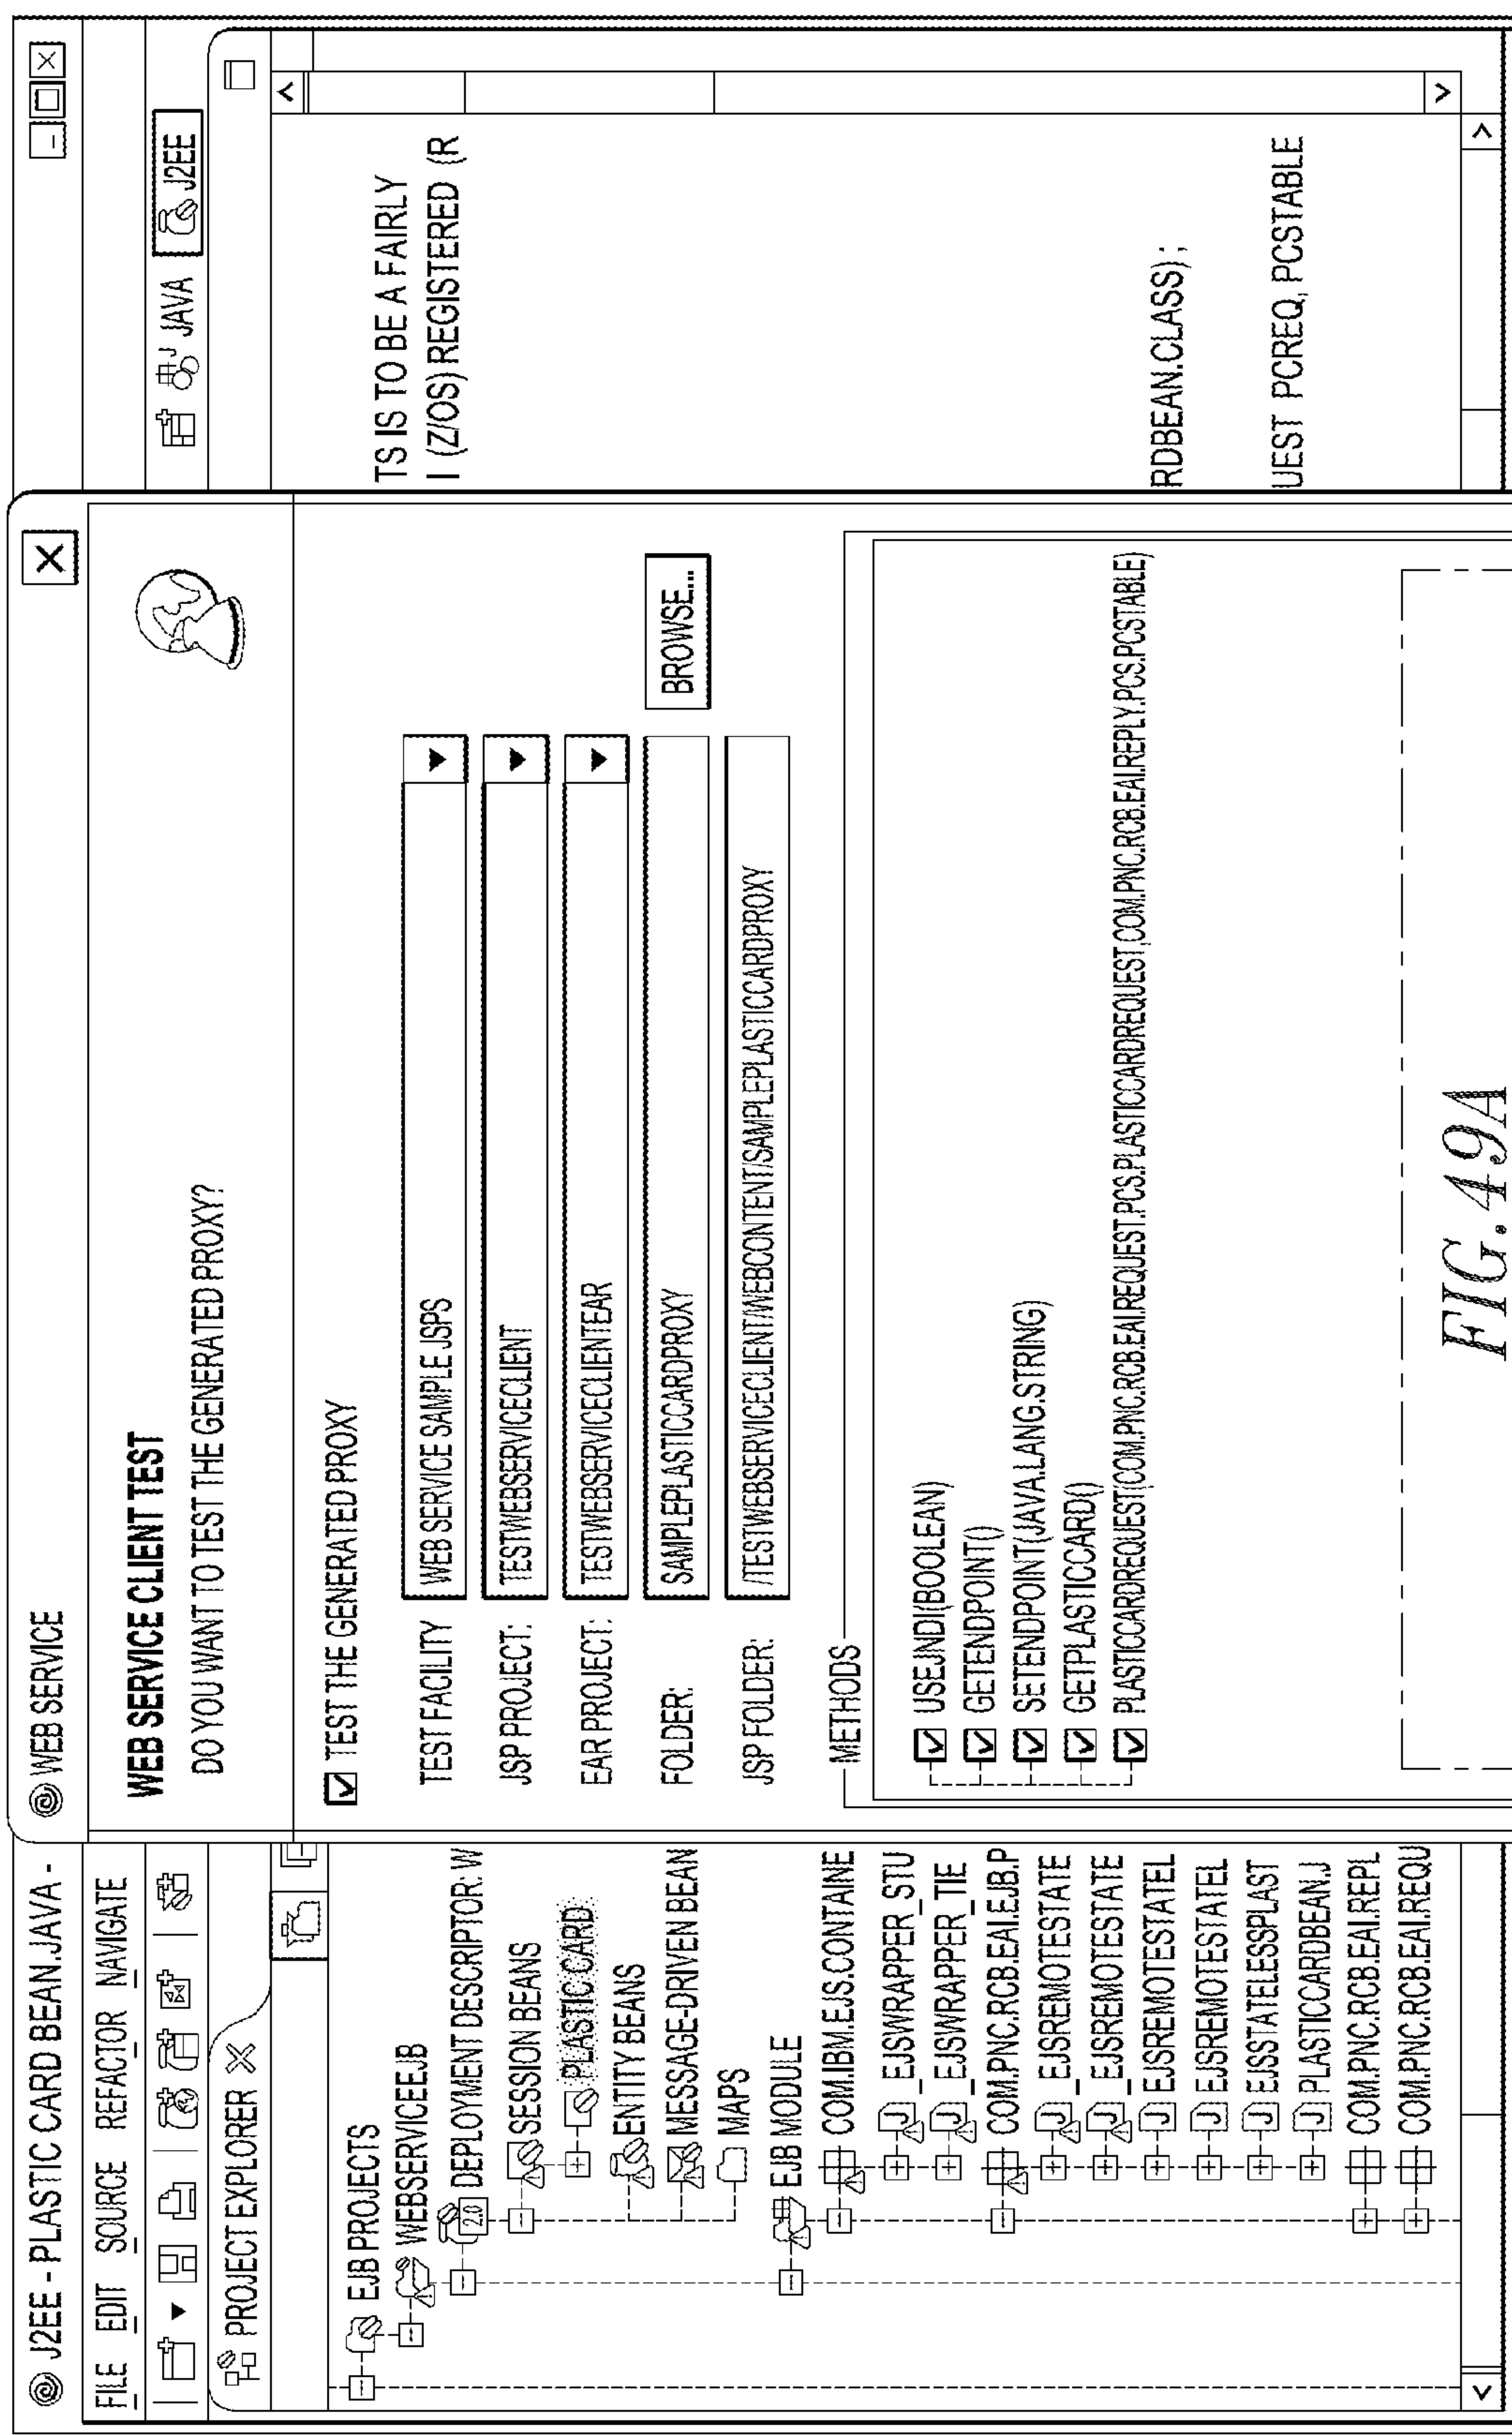 J2EE - PLASTIC CARD BEAN.JAVA -
FILE EDIT SOURCE REFACTOR NAVIGATE
PROJECT EXPLORER
EJB PROJECTS
WEBSERVICEEJB
2.0 DEPLOYMENT DESCRIPTOR: W
SESSION BEANS
PLASTIC CARD
ENTITY BEANS
MESSAGE-DRIVEN BEAN
MAPS
EJB MODULE
COM.IBM.EJS.CONTAINE
J _EJSWRAPPER_STU
J _EJSWRAPPER_TIE
COM.PNC.RCB.EAI.EJB.P
J _EJSREMOTESTATE
J _EJSREMOTESTATE
J EJSREMOTESTATEL
J EJSREMOTESTATEL
J EJSSTATELESSPLAST
J PLASTICCARDBEAN.J
COM.PNC.RCB.EAI.REPL
COM.PNC.RCB.EAI.REQU
WEB SERVICE
WEB SERVICE CLIENT TEST
DO YOU WANT TO TEST THE GENERATED PROXY?
TEST THE GENERATED PROXY
TEST FACILITY WEB SERVICE SAMPLE JSPS
JSP PROJECT: TESTWEBSERVICECLIENT
EAR PROJECT: TESTWEBSERVICECLIENTEAR
FOLDER: SAMPLEPLASTICCARDPROXY BROWSE...
JSP FOLDER: /TESTWEBSERVICECLIENT/WEBCONTENT/SAMPLEPLASTICCARDPROXY
METHODS
USEJNDI(BOOLEAN)
GETENDPOINT()
SETENDPOINT(JAVA.LANG.STRING)
GETPLASTICCARD()
PLASTICCARDREQUEST(COM.PNC.RCB.EAI.REQUEST.PCS.PLASTICCARDREQUEST,COM.PNC.RCB.EAI.REPLY.PCS.PCSTABLE)
J JAVA J2EE
TS IS TO BE A FAIRLY
I (Z/OS) REGISTERED (R
RDBEAN.CLASS) ;
UEST PCREQ, PCSTABLE
FIG. 49A